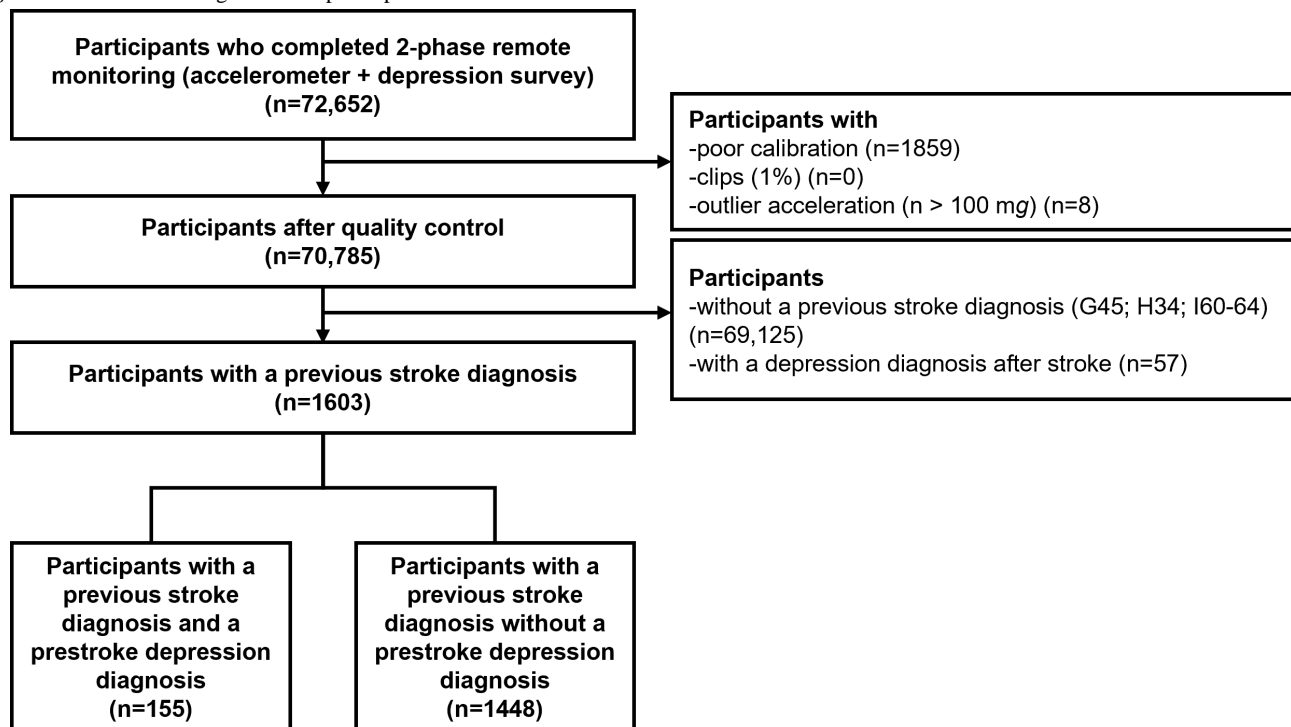 Participants who completed 2-phase remote
monitoring (accelerometer + depression survey)
(n=72,652)
Participants with
-poor calibration (n=1859)
-clips (1%) (n=0)
-outlier acceleration (n > 100 mg) (n=8)
Participants after quality control
(n=70,785)
Participants
-without a previous stroke diagnosis (G45; H34; I60-64)
(n=69,125)
-with a depression diagnosis after stroke (n=57)
Participants with a previous stroke diagnosis
(n=1603)
Participants with a
previous stroke
diagnosis and a
prestroke depression
diagnosis
(n=155)
Participants with a
previous stroke
diagnosis without a
prestroke depression
diagnosis
(n=1448)